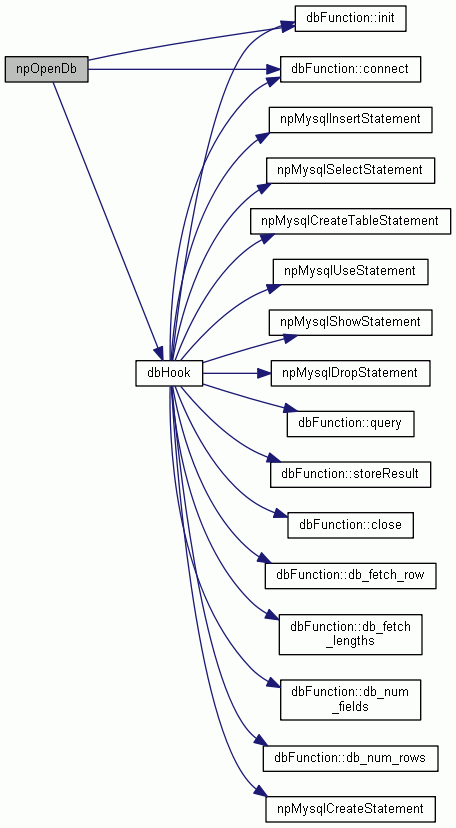 dbFunction::init
npOpenDb
dbFunction::connect
npMysqlInsertStatement
npMysqlSelectStatement
npMysqlCreateTableStatement
npMysqlUseStatement
npMysqlShowStatement
dbHook
npMysqlDropStatement
dbFunction::query
dbFunction::storeResult
dbFunction::close
dbFunction::db_fetch_row
dbFunction::db_fetch
_lengths
dbFunction::db_num
_fields
dbFunction::db_num_rows
npMysqlCreateStatement